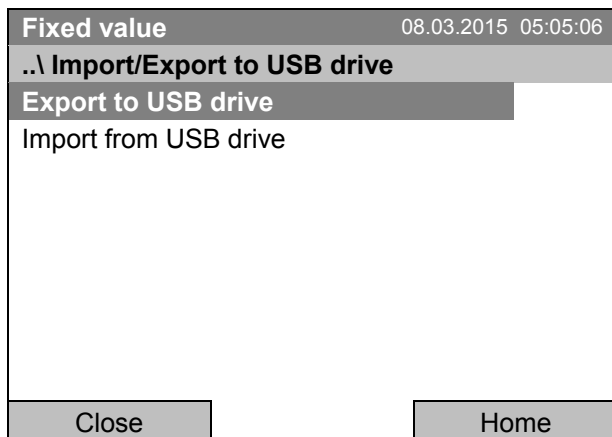 Fixed value 08.03.2015 05:05:06
..\ Import/Export to USB drive
Export to USB drive
Import from USB drive
Close Home